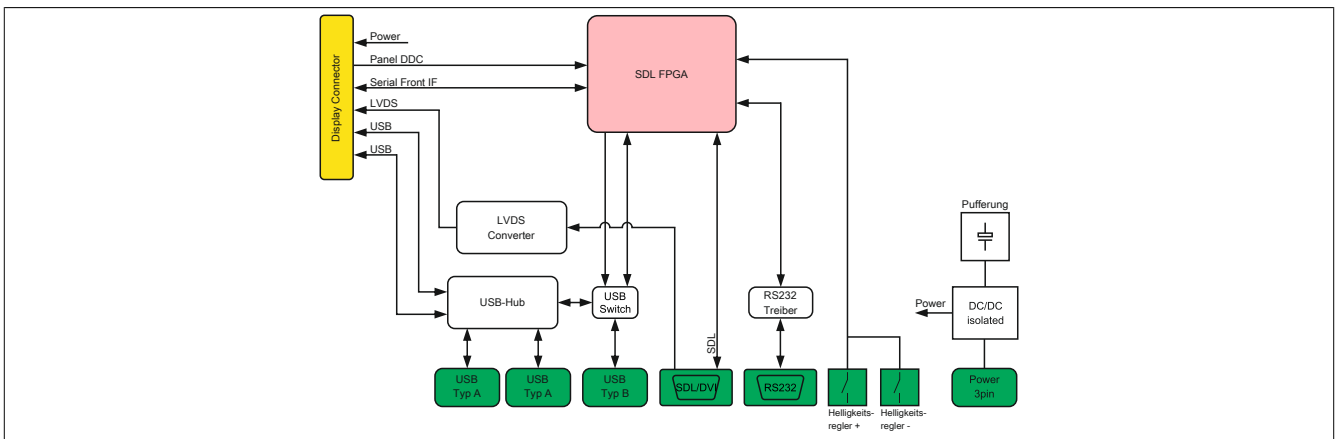 Power
Panel DDC
Serial Front IF
LVDS
USB
USB
Display Connector
SDL FPGA
LVDS
Converter
USB-Hub
USB
Switch
RS232
Treiber
Pufferung
Power
DC/DC
isolated
SDL
USB
Typ A
USB
Typ A
USB
Typ B
SDL/DVI
RS232
Helligkeits-
regler +
Helligkeits-
regler -
Power
3pin